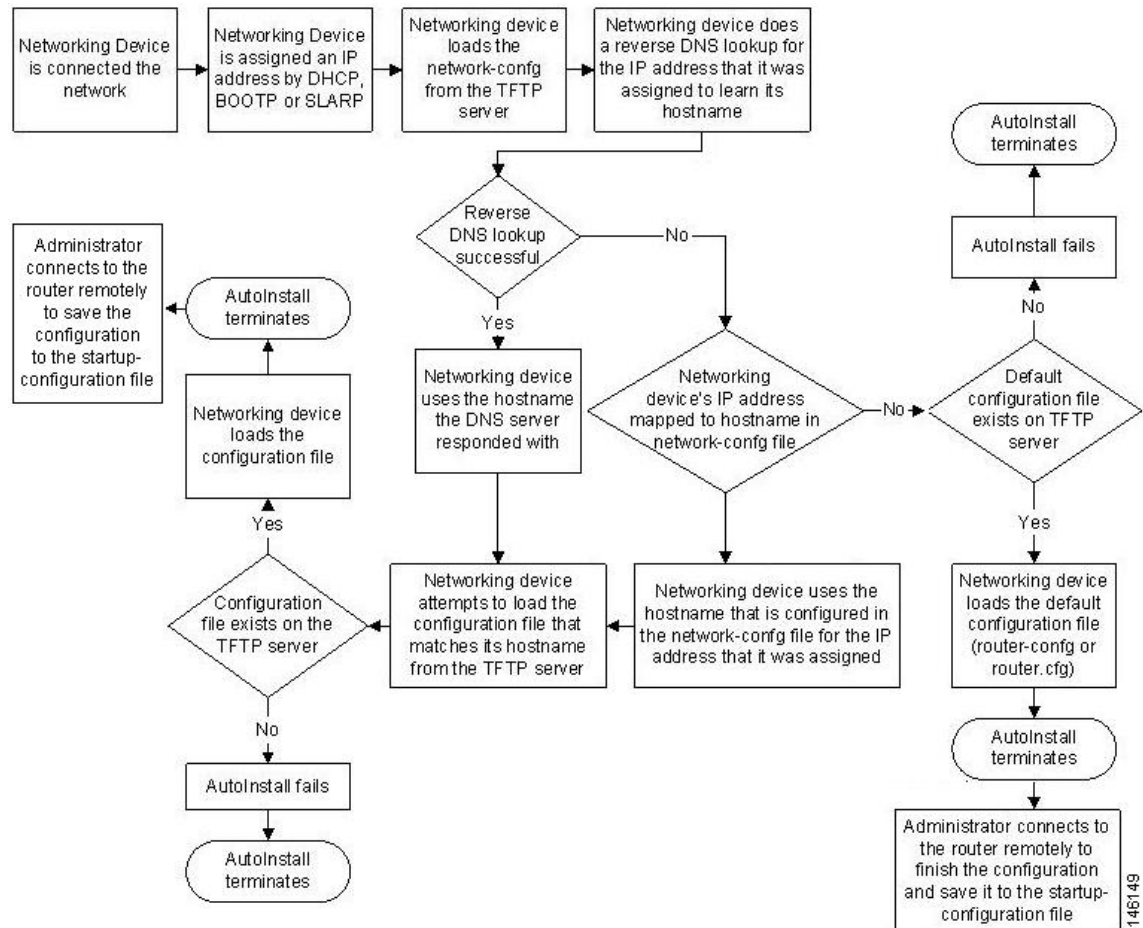 Networking Device
is connected the
network
Networking Device
is assigned an IP
address by DHCP,
BOOTP or SLARP
Networking device
loads the
network-confg
from the TFTP
server
Networking device does
a reverse DNS lookup for
the IP address that it was
assigned to learn its
hostname
AutoInstall
terminates
AutoInstall fails
No
Reverse
DNS lookup
successful
No
Yes
Administrator
connects to the
router remotely
to save the
configuration
to the startup-
configuration file
AutoInstall
terminates
Networking device
loads the
configuration file
Yes
Networking device
uses the hostname
the DNS server
responded with
Networking
device's IP address
mapped to hostname in
network-confg file
No
Default
configuration file
exists on TFTP
server
Yes
Configuration
file exists on the
TFTP server
Networking device
attempts to load the
configuration file that
matches its hostname
from the TFTP server
Networking device uses the
hostname that is configured in
the network-confg file for the IP
address that it was assigned
Networking device
loads the default
configuration file
(router-confg or
router.cfg)
No
AutoInstall fails
AutoInstall
terminates
AutoInstall
terminates
Administrator connects to
the router remotely to
finish the configuration
and save it to the startup-
configuration file
146149